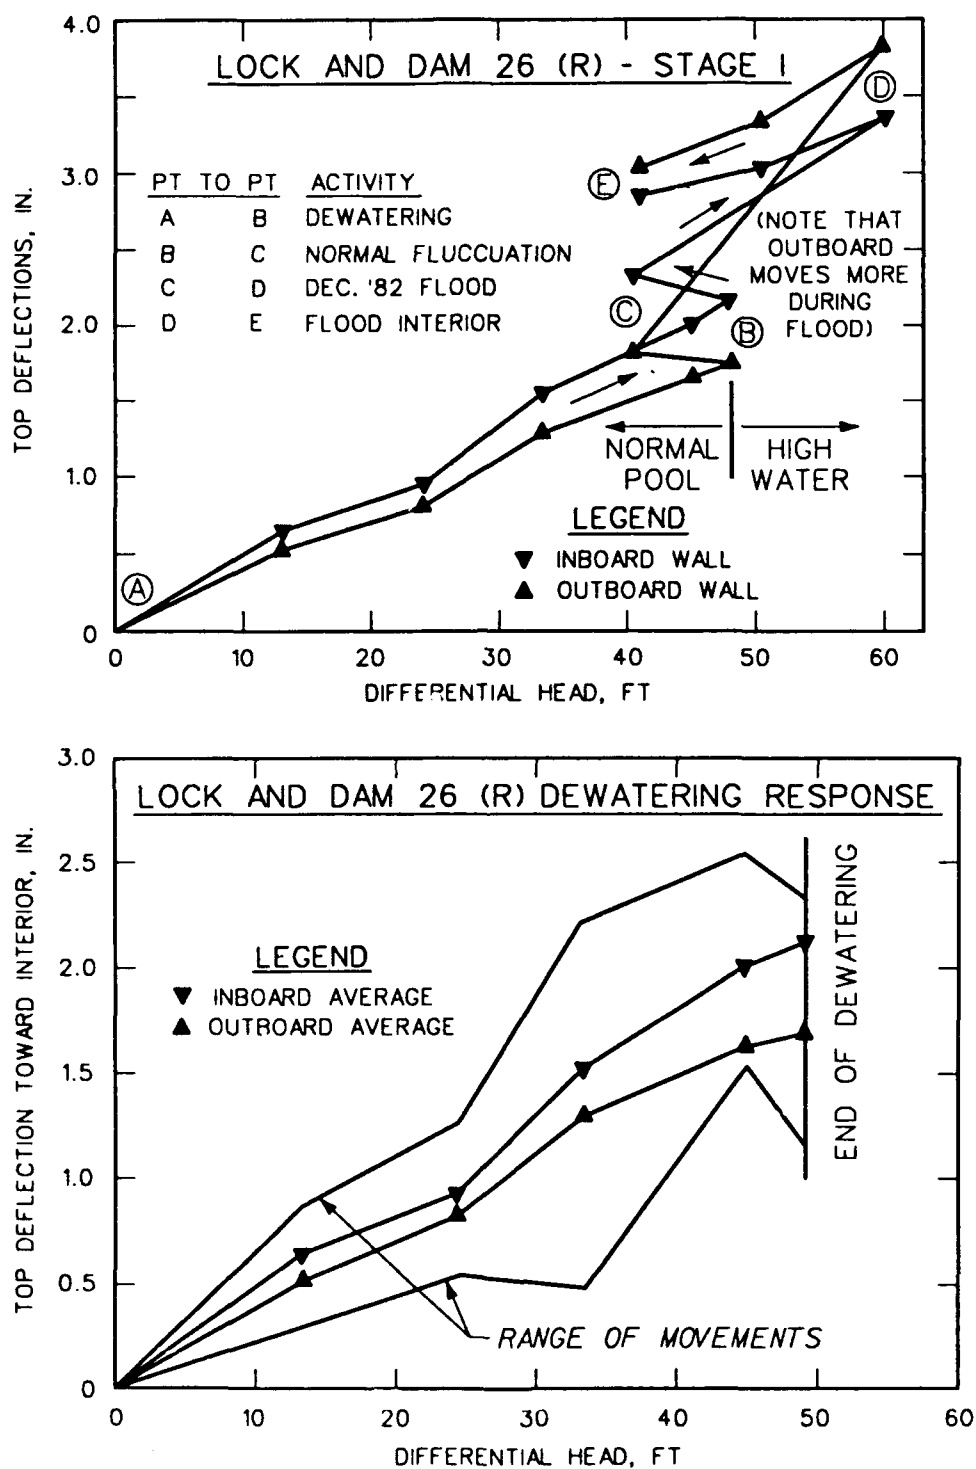 LOCK AND DAM 26 (R) - STAGE I
4.0
3.0
2.0
1.0
0
TOP DEFLECTIONS, IN.
PT TO PT ACTIVITY
A B DEWATERING
B C NORMAL FLUCCUATION
C D DEC. '82 FLOOD
D E FLOOD INTERIOR
A
B
C
D
E
(NOTE THAT
OUTBOARD
MOVES MORE
DURING
FLOOD)
NORMAL
POOL
HIGH
WATER
LEGEND
INBOARD WALL
OUTBOARD WALL
0 10 20 30 40 50 60
DIFFERENTIAL HEAD, FT
LOCK AND DAM 26 (R) DEWATERING RESPONSE
3.0
2.5
2.0
1.5
1.0
0.5
0
TOP DEFLECTION TOWARD INTERIOR, IN.
LEGEND
INBOARD AVERAGE
OUTBOARD AVERAGE
END OF DEWATERING
RANGE OF MOVEMENTS
0 10 20 30 40 50 60
DIFFERENTIAL HEAD, FT